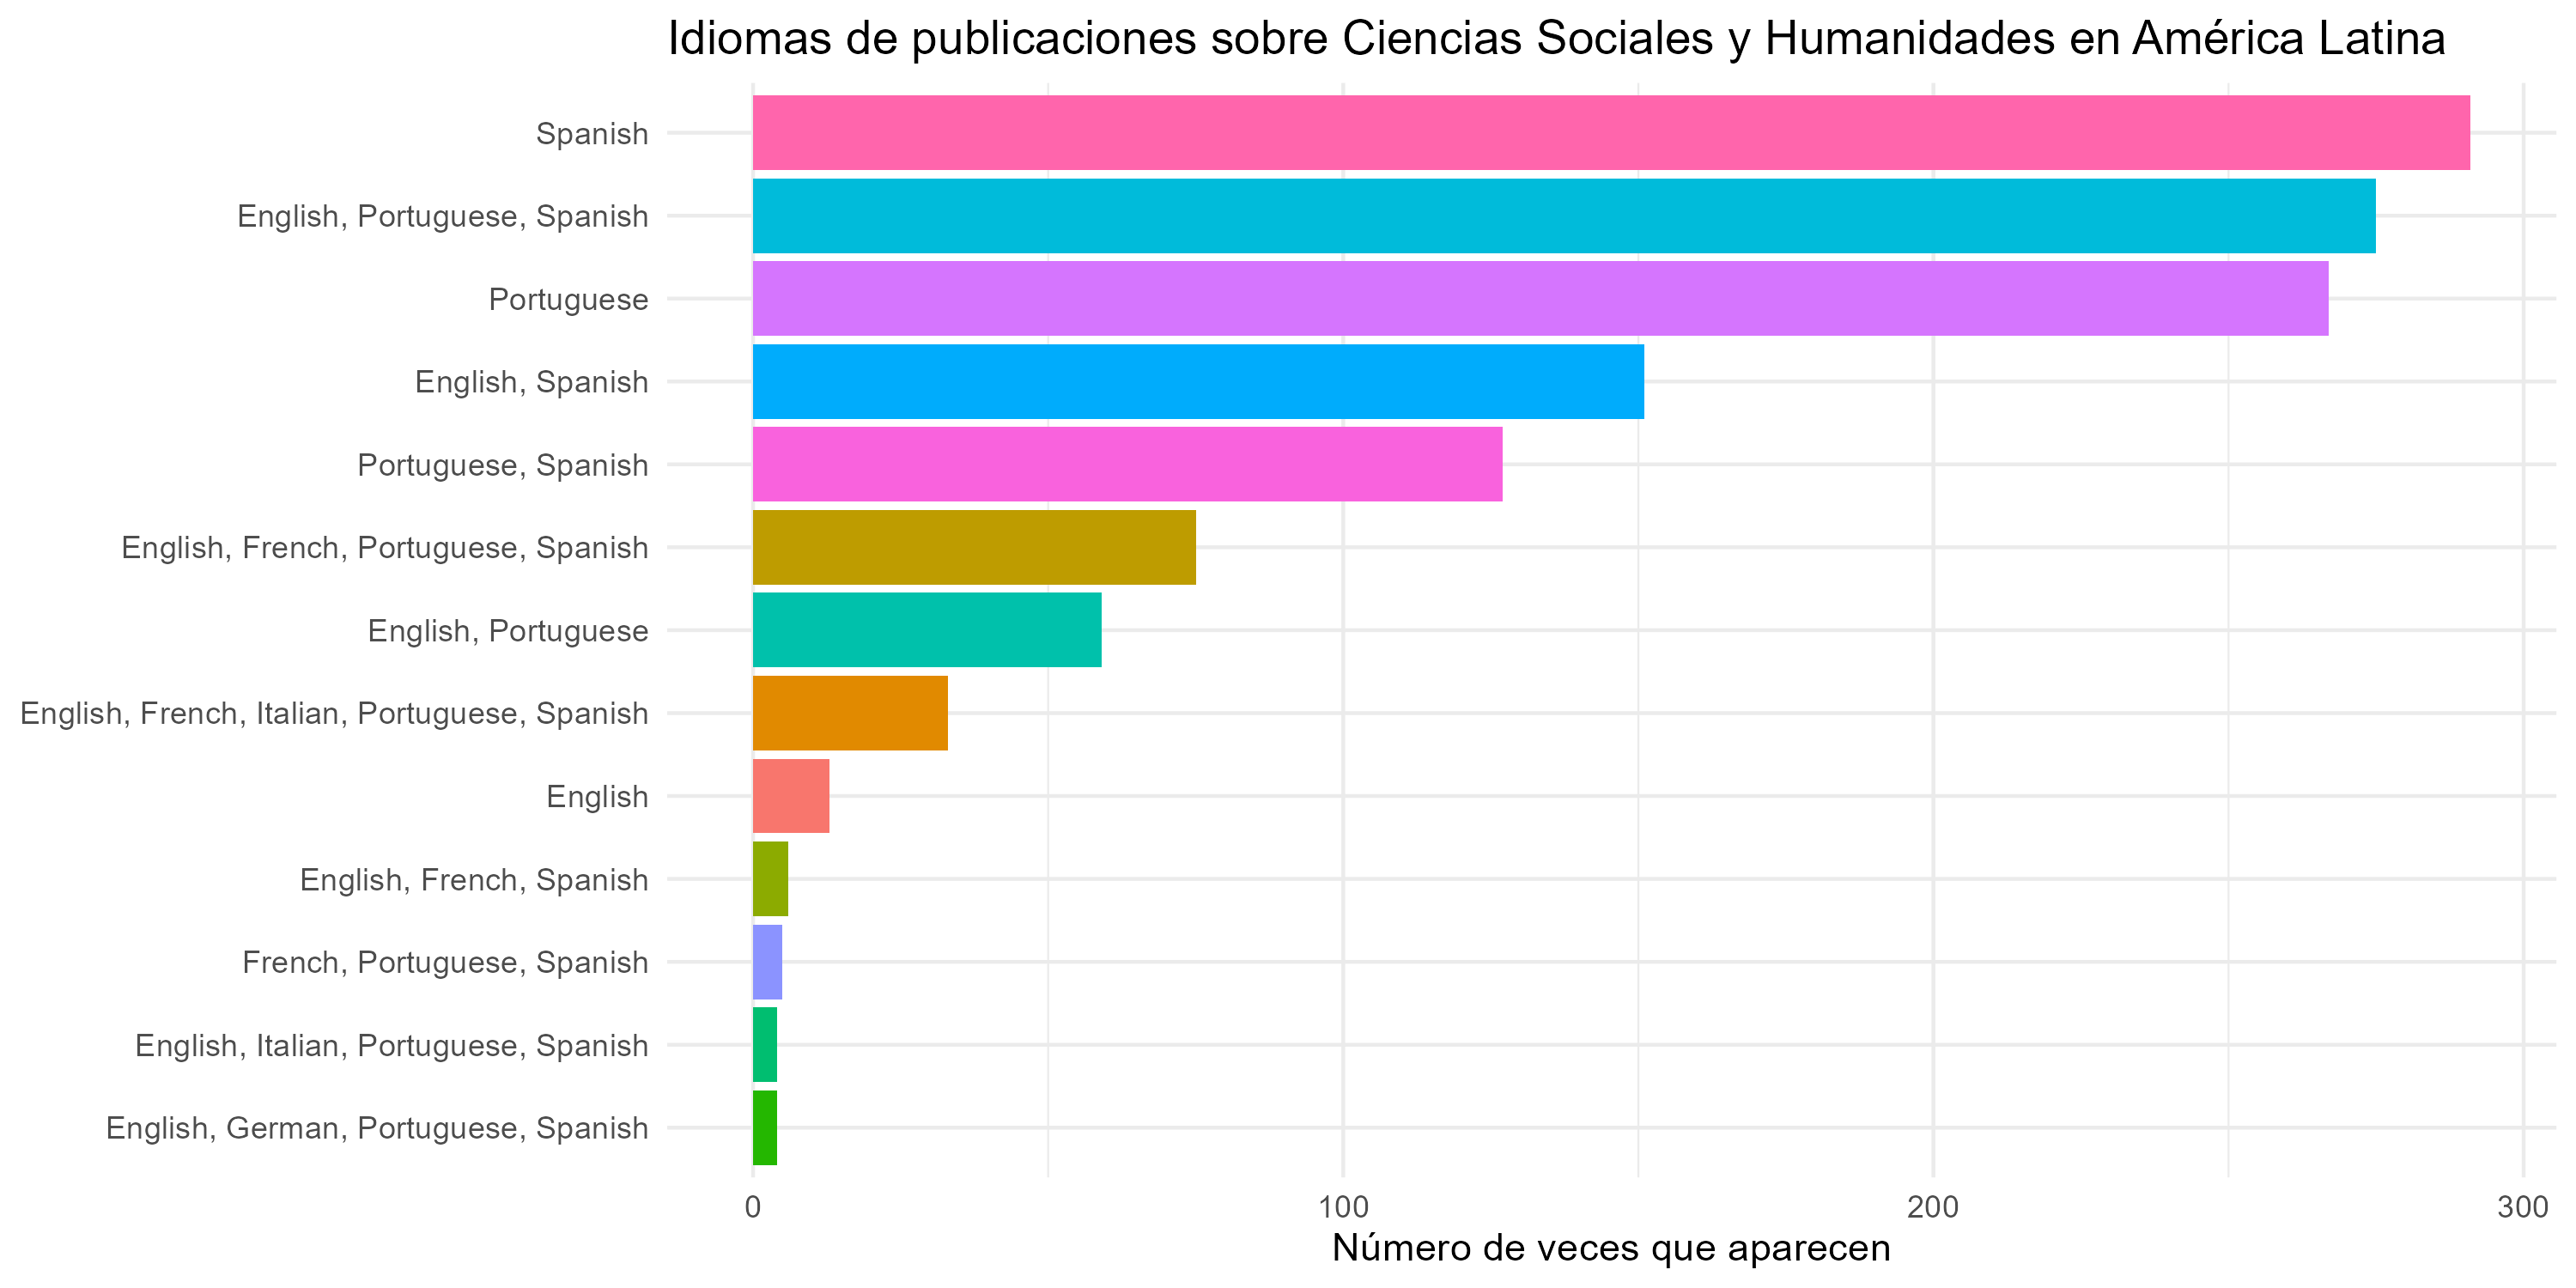 Idiomas de publicaciones sobre Ciencias Sociales y Humanidades en América Latina
Spanish
English, Portuguese, Spanish
Portuguese
English, Spanish
Portuguese, Spanish
English, French, Portuguese, Spanish
English, Portuguese
English, French, Italian, Portuguese, Spanish
English
English, French, Spanish
French, Portuguese, Spanish
English, Italian, Portuguese, Spanish
English, German, Portuguese, Spanish
0 100 200 300
Número de veces que aparecen